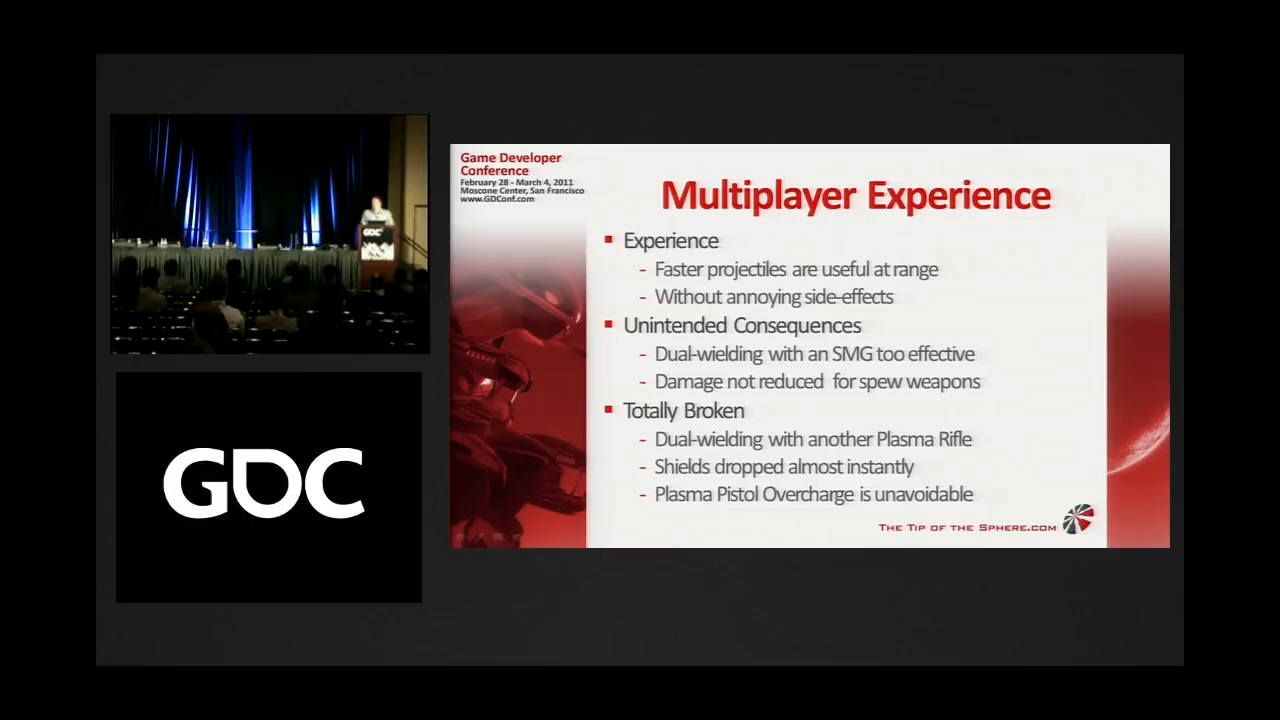 GDC
GDC
Game Developer
Conference
February 28 - March 4, 2011
Moscone Center, San Francisco
www.GDConf.com
Multiplayer Experience
Experience
- Faster projectiles are useful at range
- Without annoying side-effects
Unintended Consequences
- Dual-wielding with an SMG too effective
- Damage not reduced for spew weapons
Totally Broken
- Dual-wielding with another Plasma Rifle
- Shields dropped almost instantly
- Plasma Pistol Overcharge is unavoidable
The Tip of the Sphere.com